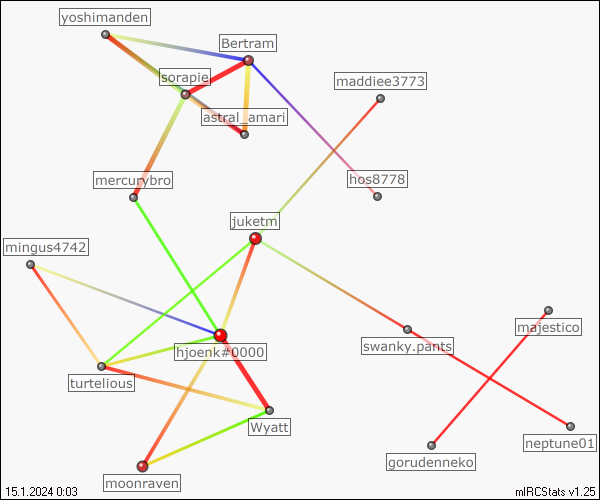 yoshimanden
Bertram
sorapie
maddiee3773
astral_amari
mercurybro
hos8778
juketm
mingus4742
majestico
swanky.pants
hjoenk#0000
turtelious
Wyatt
neptune01
gorudenneko
moonraven
15.1.2024 0:03
mIRCStats v1.25